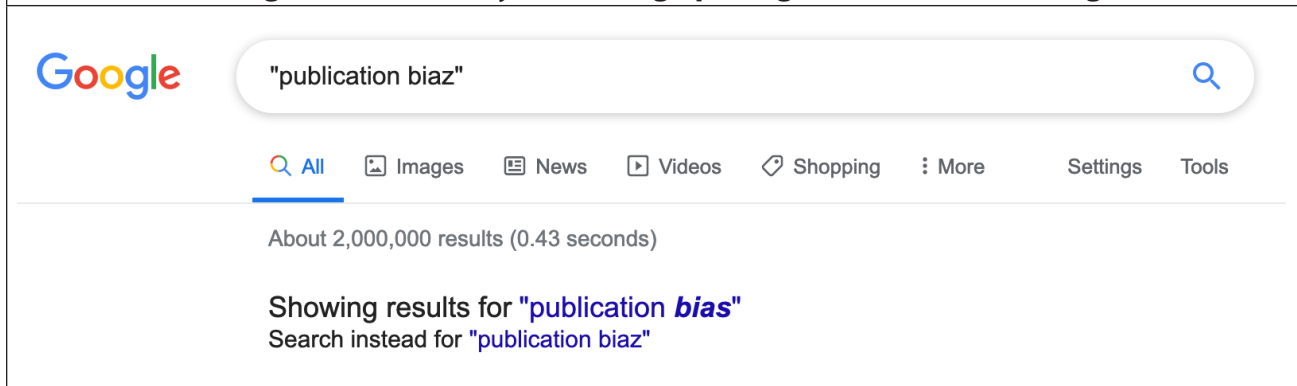 Google
"publication biaz"
All Images News Videos Shopping More Settings Tools
About 2,000,000 results (0.43 seconds)
Showing results for "publication bias"
Search instead for "publication biaz"